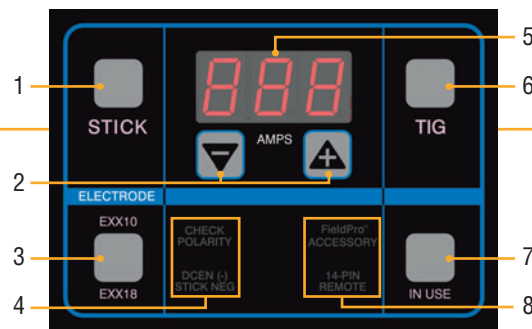 5
888
1
6
STICK
TIG
AMPS
2
ELECTRODE
EXX10
CHECK
POLARITY
FieldPro™
ACCESSORY
3
7
DCEN (-)
STICK NEG
14-PIN
REMOTE
EXX18
IN USE
4
8